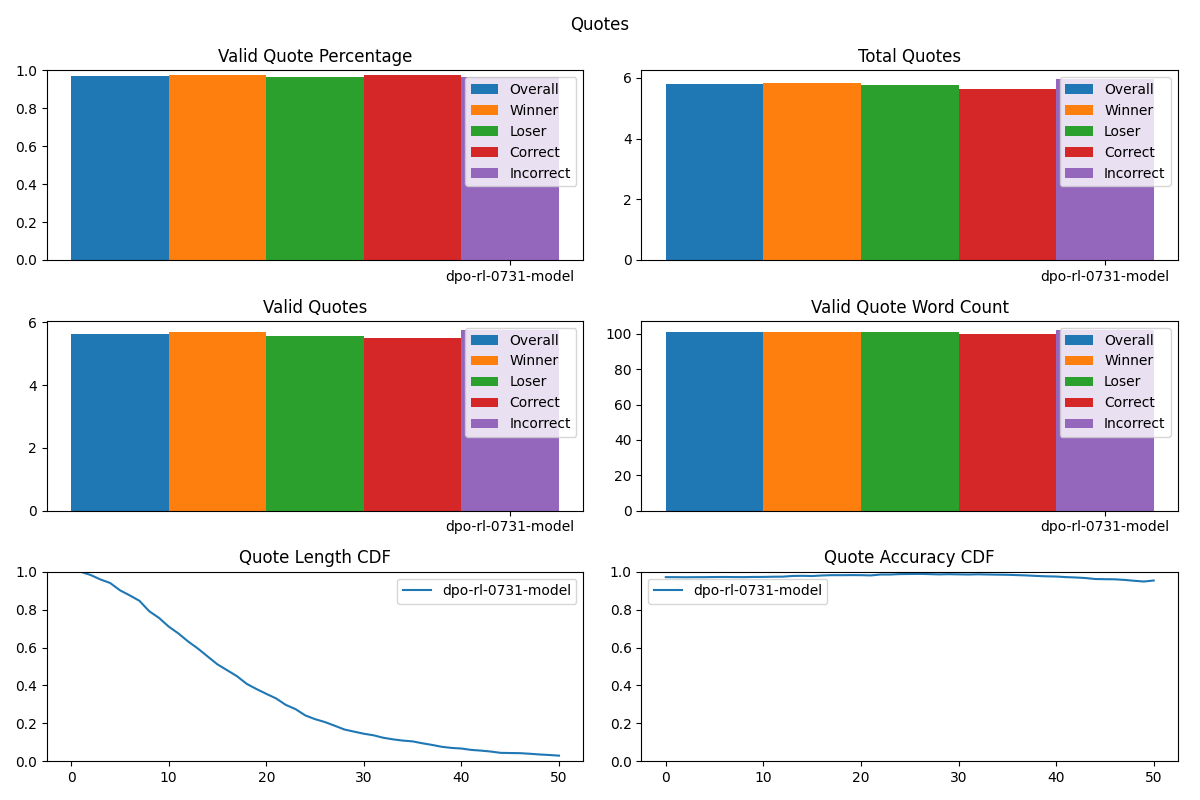 Quotes
Valid Quote Percentage
1.0
0.8
0.6
0.4
0.2
0.0
Overall
Winner
Loser
Correct
Incorrect
dpo-rl-0731-model
Total Quotes
6
4
2
0
Overall
Winner
Loser
Correct
Incorrect
dpo-rl-0731-model
Valid Quotes
6
4
2
0
Overall
Winner
Loser
Correct
Incorrect
dpo-rl-0731-model
Valid Quote Word Count
100
80
60
40
20
0
Overall
Winner
Loser
Correct
Incorrect
dpo-rl-0731-model
Quote Length CDF
1.0
0.8
0.6
0.4
0.2
0.0
dpo-rl-0731-model
0 10 20 30 40 50
Quote Accuracy CDF
1.0
0.8
0.6
0.4
0.2
0.0
dpo-rl-0731-model
0 10 20 30 40 50